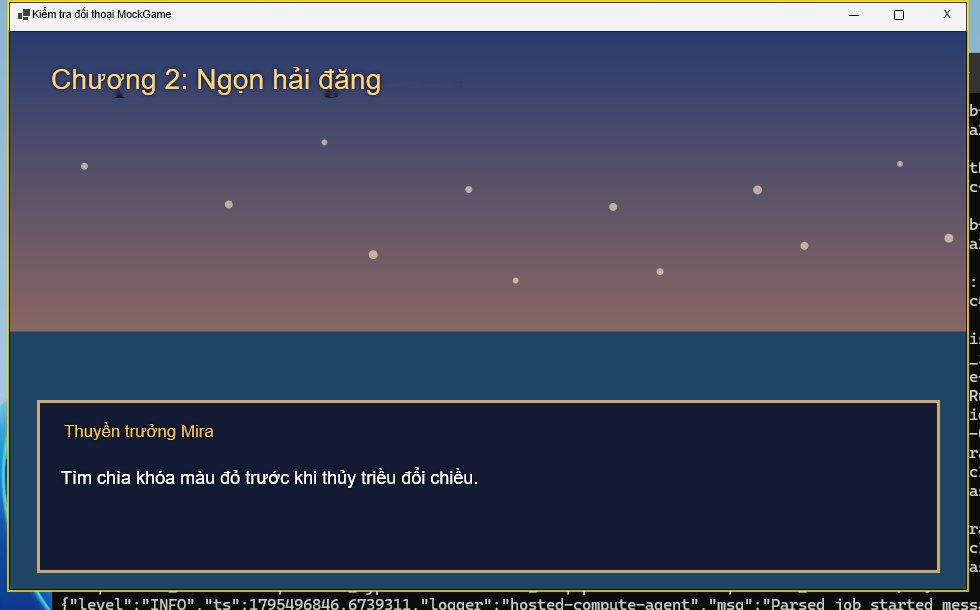 Kiểm tra đối thoại MockGame
Chương 2: Ngọn hải đăng
Thuyền trưởng Mira
Tìm chìa khóa màu đỏ trước khi thủy triều đổi chiều.
{"level":"INFO","ts":1795496846.6739311,"logger":"hosted-compute-agent","msg":"Parsed job started mes